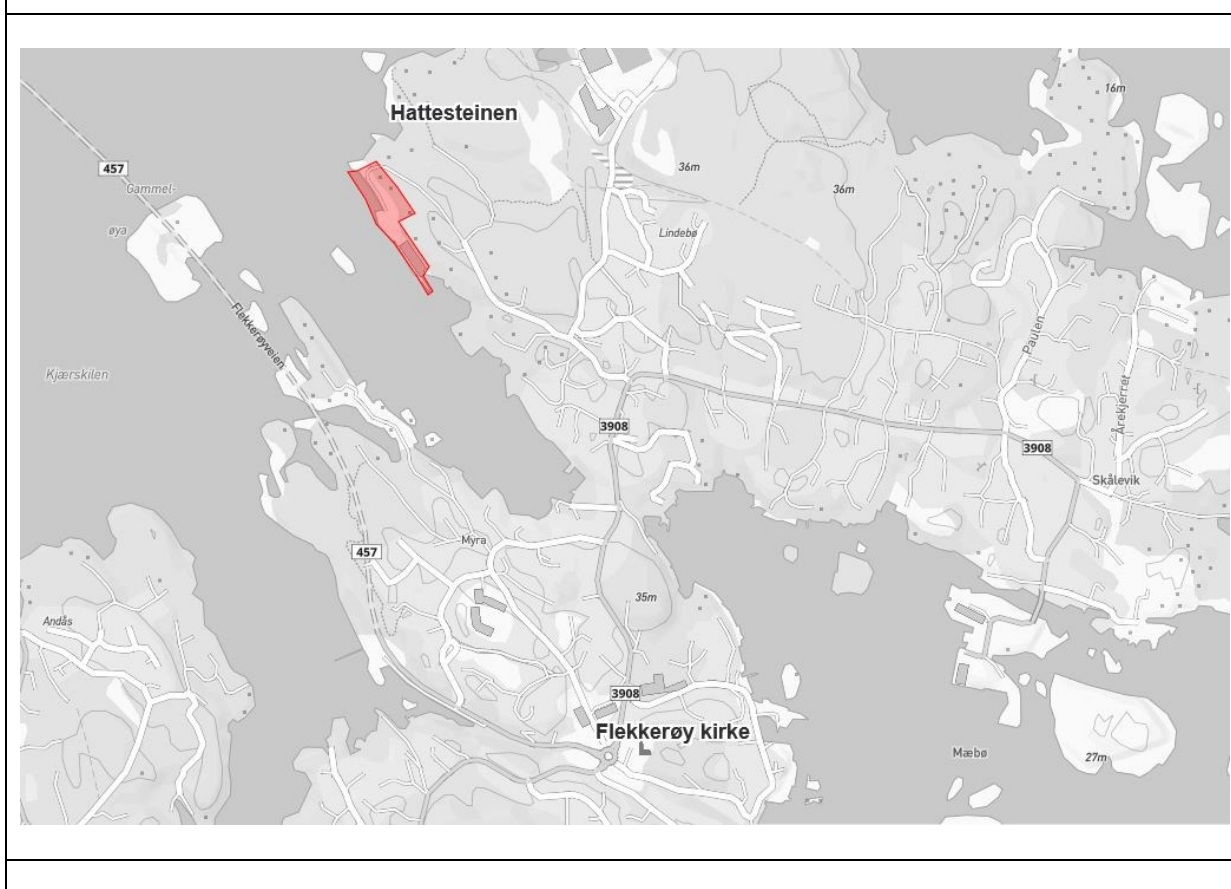 16m
Hattesteinen
457
36m
36m
Gammel-
øya
Lindebø
Flekkerøyveien
Paulen
Kjærskilen
Årekjerret
3908
3908
Skålevik
Myra
457
35m
Andås
3908
Flekkerøy kirke
Mæbø
27m